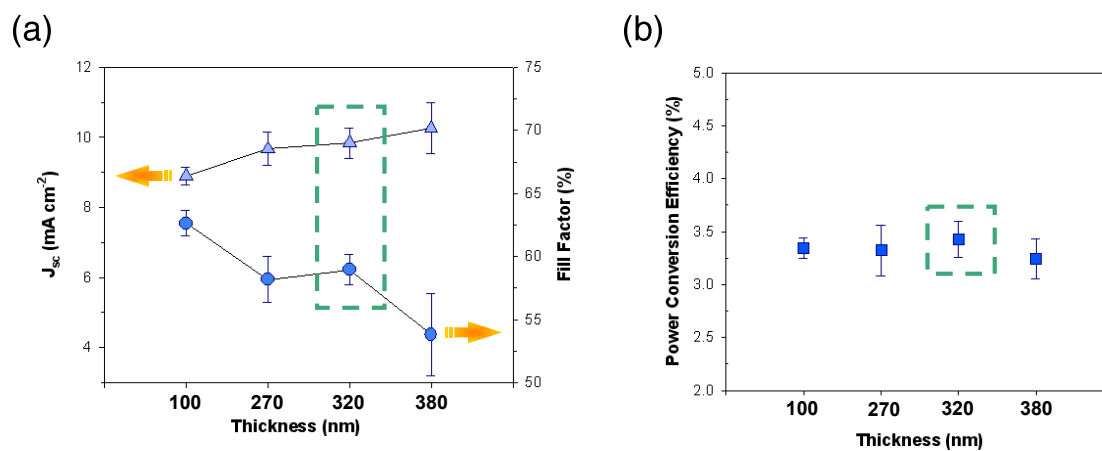 (a)
(b)
12
10
8
6
4
J_sc (mA cm^-2)
75
70
65
60
55
50
Fill Factor (%)
100 270 320 380
Thickness (nm)
5.0
4.5
4.0
3.5
3.0
2.5
2.0
Power Conversion Efficiency (%)
100 270 320 380
Thickness (nm)